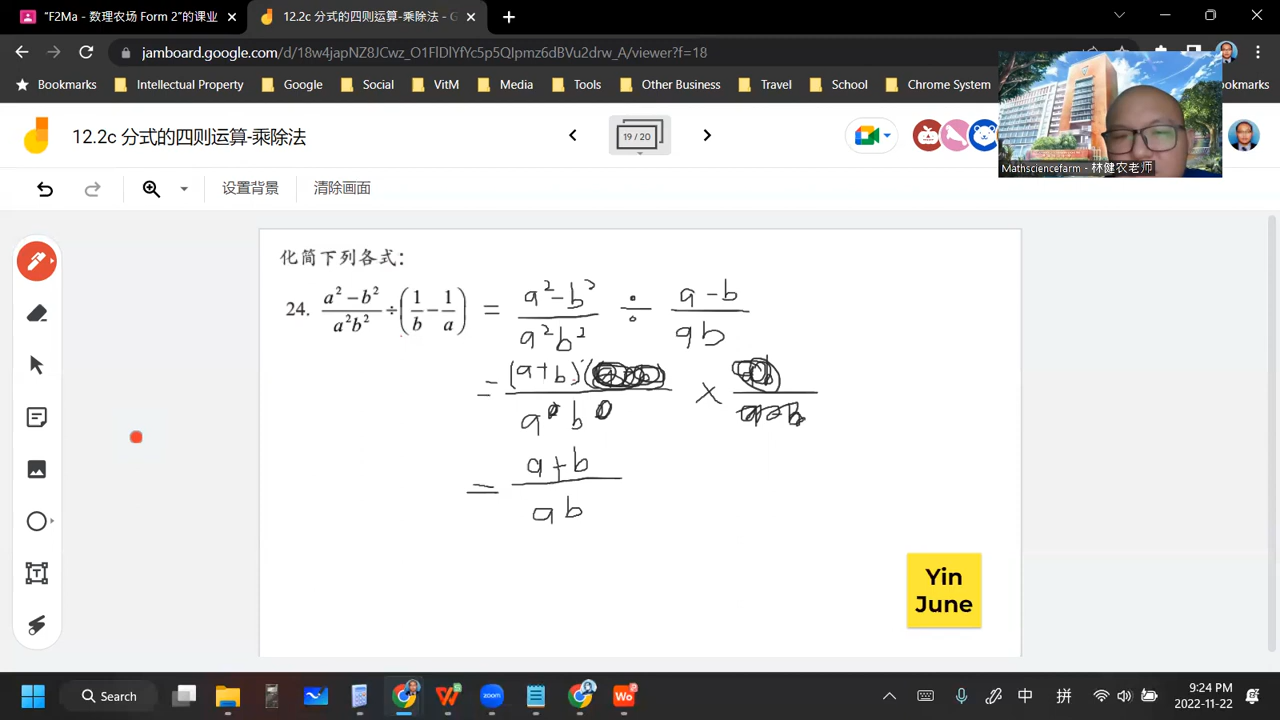 "F2Ma - 数理农场 Form 2”的课业
12.2c 分式的四则运算-乘除法 - G
jamboard.google.com/d/18w4japNZ8JCwz_O1FlDlYfYc5p5QIpmz6dBVu2drw_A/viewer?f=18
Bookmarks
Intellectual Property
Google
Media
Tools
Other Business
Travel
School
Chrome System
12.2c 分式的四则运算-乘除法
19 / 20
Mathsciencefarm - 林健农老师
设置背景
清除画面
化简下列各式:
24. (a² − b²)/(a²b²) ÷ (1/b − 1/a) = (a² − b²)/(a²b²) ÷ (a − b)/(ab)
= (a+b)
= (a+b)/(ab)
Yin
June
Search
中
拼
9:24 PM
2022-11-22